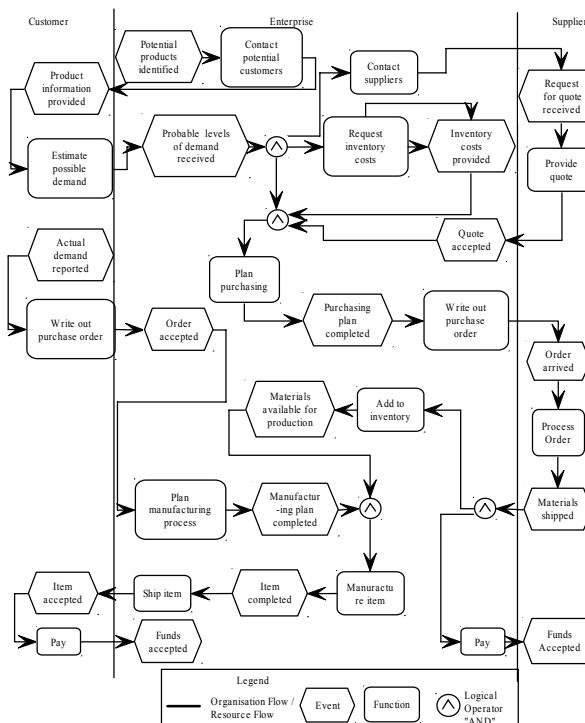 Customer
Enterprise
Supplier
Potential
products
identified
Contact
potential
customers
Contact
suppliers
Product
information
provided
Request
for quote
received
Estimate
possible
demand
Probable levels
of demand
received
Request
inventory
costs
Inventory
costs
provided
Provide
quote
Actual
demand
reported
Quote
accepted
Plan
purchasing
Write out
purchase order
Order
accepted
Purchasing
plan
completed
Write out
purchase
order
Order
arrived
Materials
available for
production
Add to
inventory
Process
Order
Plan
manufacturing
process
Manufactur
-ing plan
completed
Materials
shipped
Item
accepted
Ship item
Item
completed
Manuractu
re item
Pay
Funds
accepted
Pay
Funds
Accepted
Legend
Organisation Flow /
Resource Flow
Event
Function
Logical
Operator
"AND"